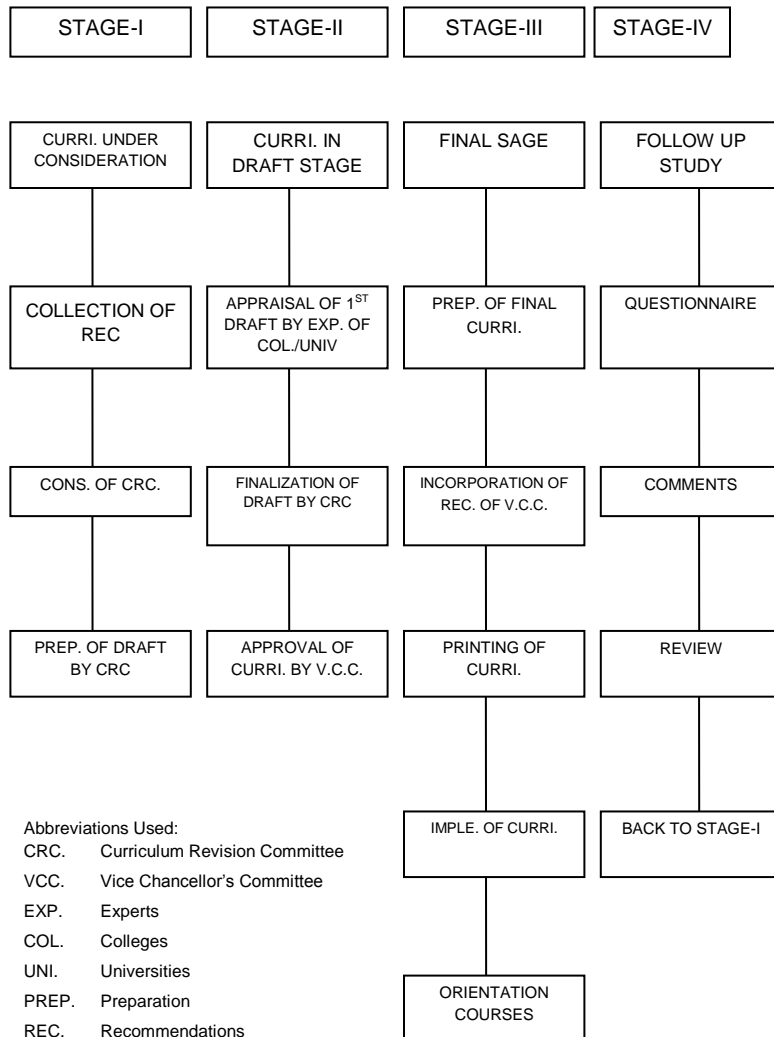 STAGE-I
STAGE-II
STAGE-III
STAGE-IV
CURRI. UNDER
CONSIDERATION
COLLECTION OF
REC
CONS. OF CRC.
PREP. OF DRAFT
BY CRC
CURRI. IN
DRAFT STAGE
APPRAISAL OF 1ST
DRAFT BY EXP. OF
COL./UNIV
FINALIZATION OF
DRAFT BY CRC
APPROVAL OF
CURRI. BY V.C.C.
FINAL SAGE
PREP. OF FINAL
CURRI.
INCORPORATION OF
REC. OF V.C.C.
PRINTING OF
CURRI.
IMPLE. OF CURRI.
ORIENTATION
COURSES
FOLLOW UP
STUDY
QUESTIONNAIRE
COMMENTS
REVIEW
BACK TO STAGE-I
Abbreviations Used:
CRC. Curriculum Revision Committee
VCC. Vice Chancellor's Committee
EXP. Experts
COL. Colleges
UNI. Universities
PREP. Preparation
REC. Recommendations